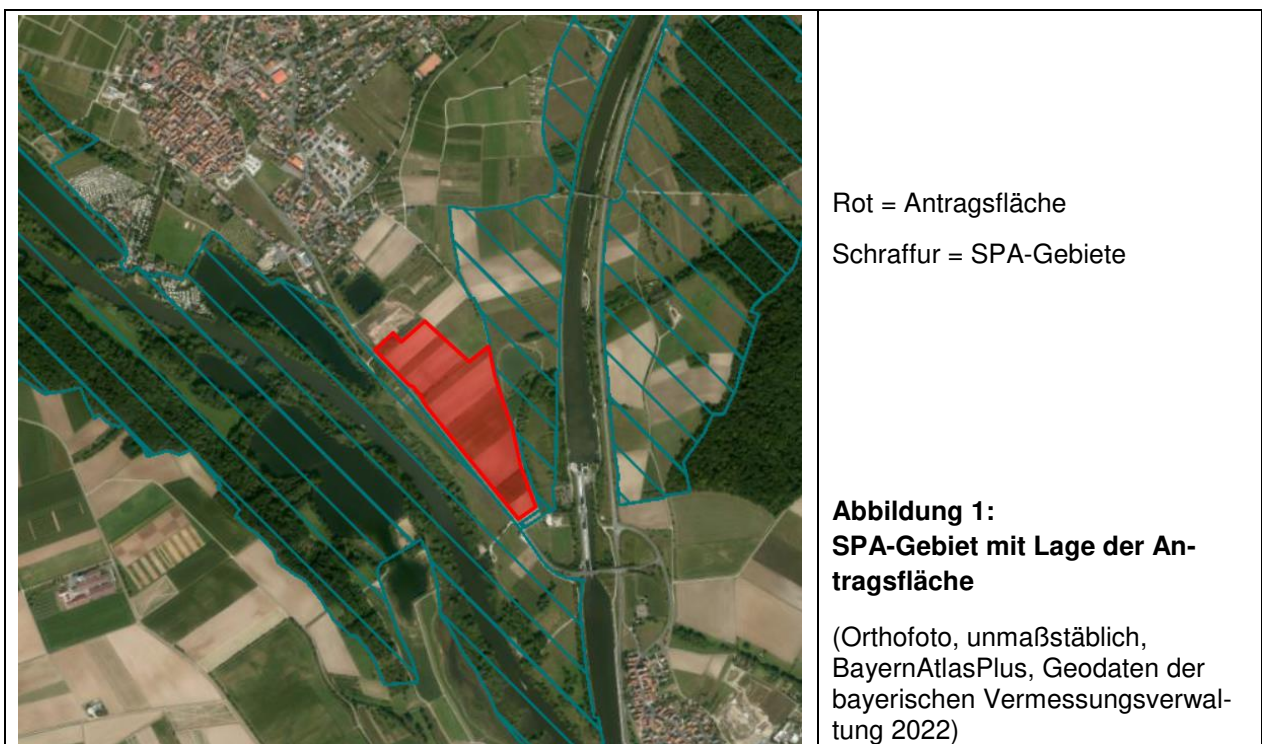 Rot = Antragsfläche
Schraffur = SPA-Gebiete
Abbildung 1:
SPA-Gebiet mit Lage der An-
tragsfläche
(Orthofoto, unmaßstäblich,
BayernAtlasPlus, Geodaten der
bayerischen Vermessungsverwal-
tung 2022)